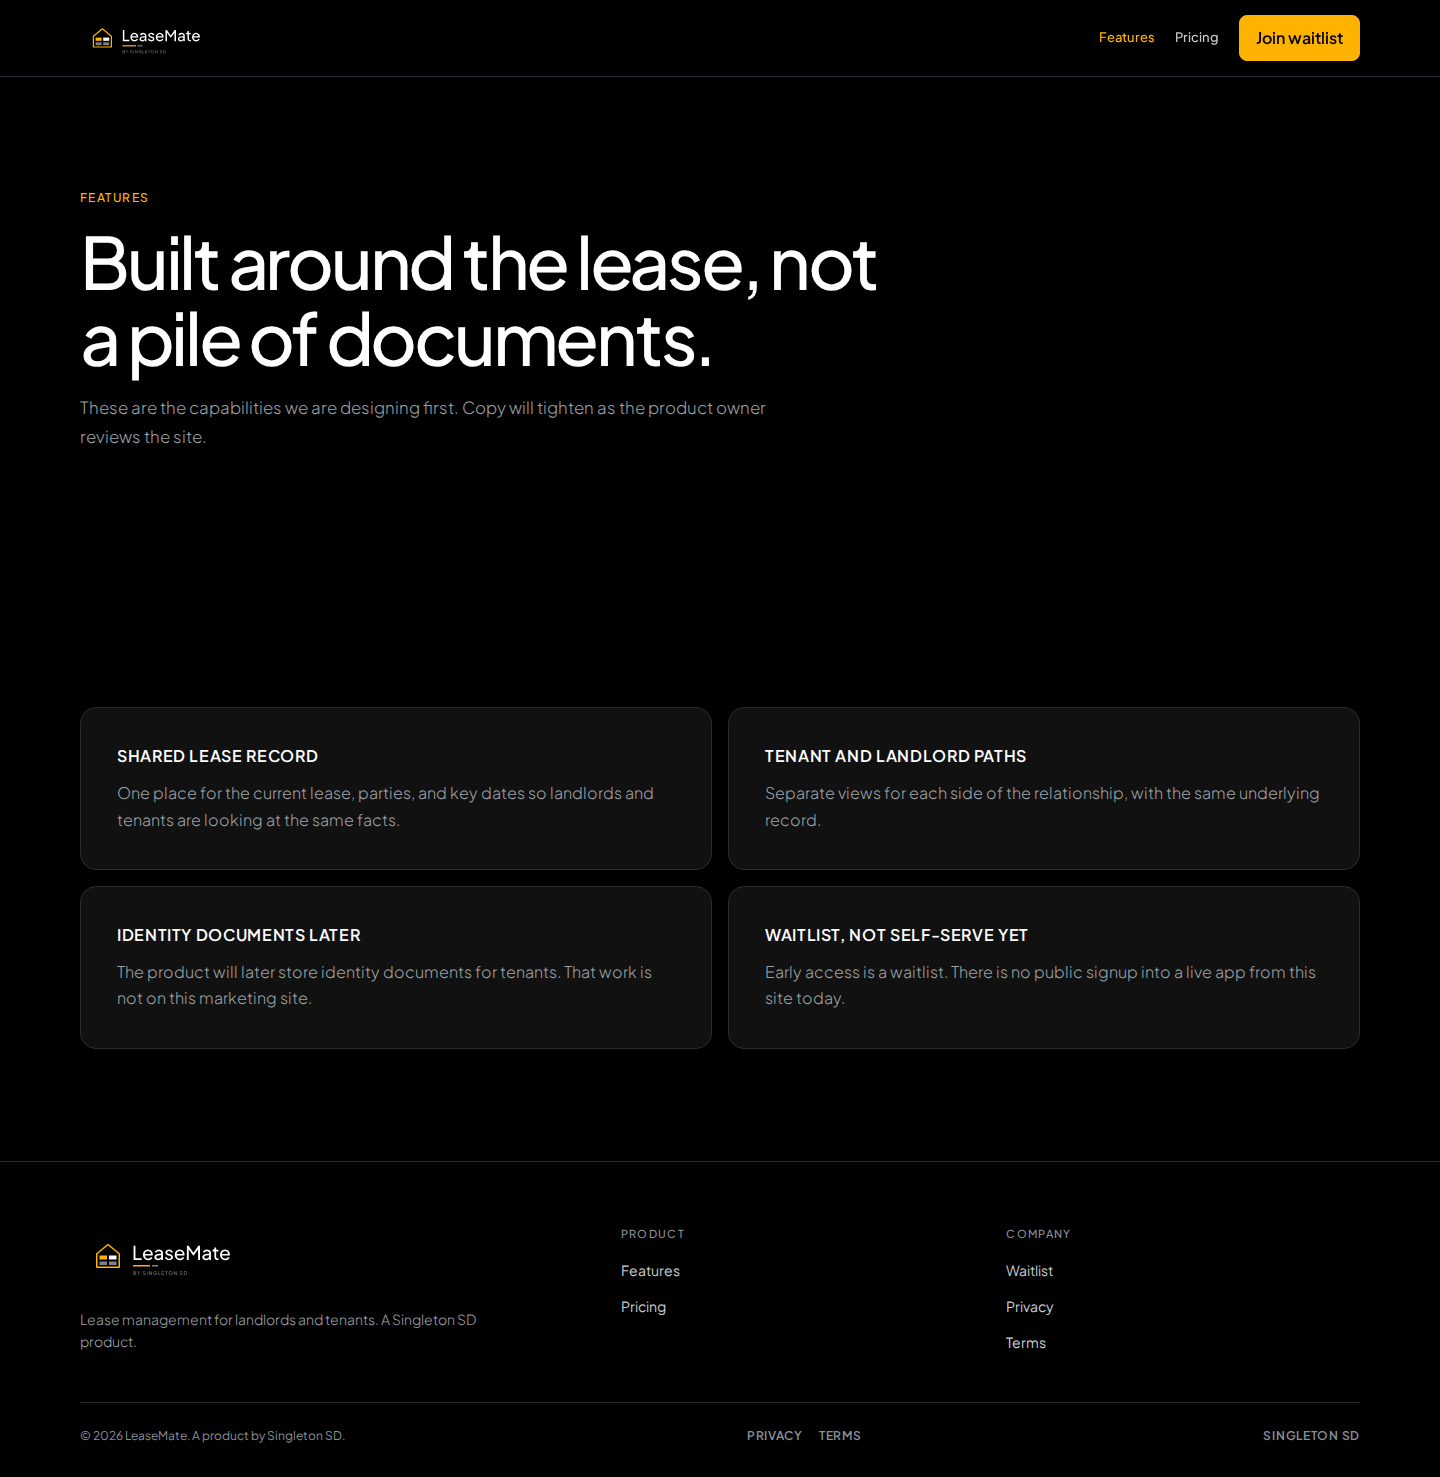 LeaseMate
BY SINGLETON SD
Features
Pricing
Join waitlist
FEATURES
Built around the lease, not
a pile of documents.
These are the capabilities we are designing first. Copy will tighten as the product owner
reviews the site.
SHARED LEASE RECORD
One place for the current lease, parties, and key dates so landlords and
tenants are looking at the same facts.
TENANT AND LANDLORD PATHS
Separate views for each side of the relationship, with the same underlying
record.
IDENTITY DOCUMENTS LATER
The product will later store identity documents for tenants. That work is
not on this marketing site.
WAITLIST, NOT SELF-SERVE YET
Early access is a waitlist. There is no public signup into a live app from this
site today.
LeaseMate
BY SINGLETON SD
Lease management for landlords and tenants. A Singleton SD
product.
PRODUCT
Features
Pricing
COMPANY
Waitlist
Privacy
Terms
© 2026 LeaseMate. A product by Singleton SD.
PRIVACY
TERMS
SINGLETON SD